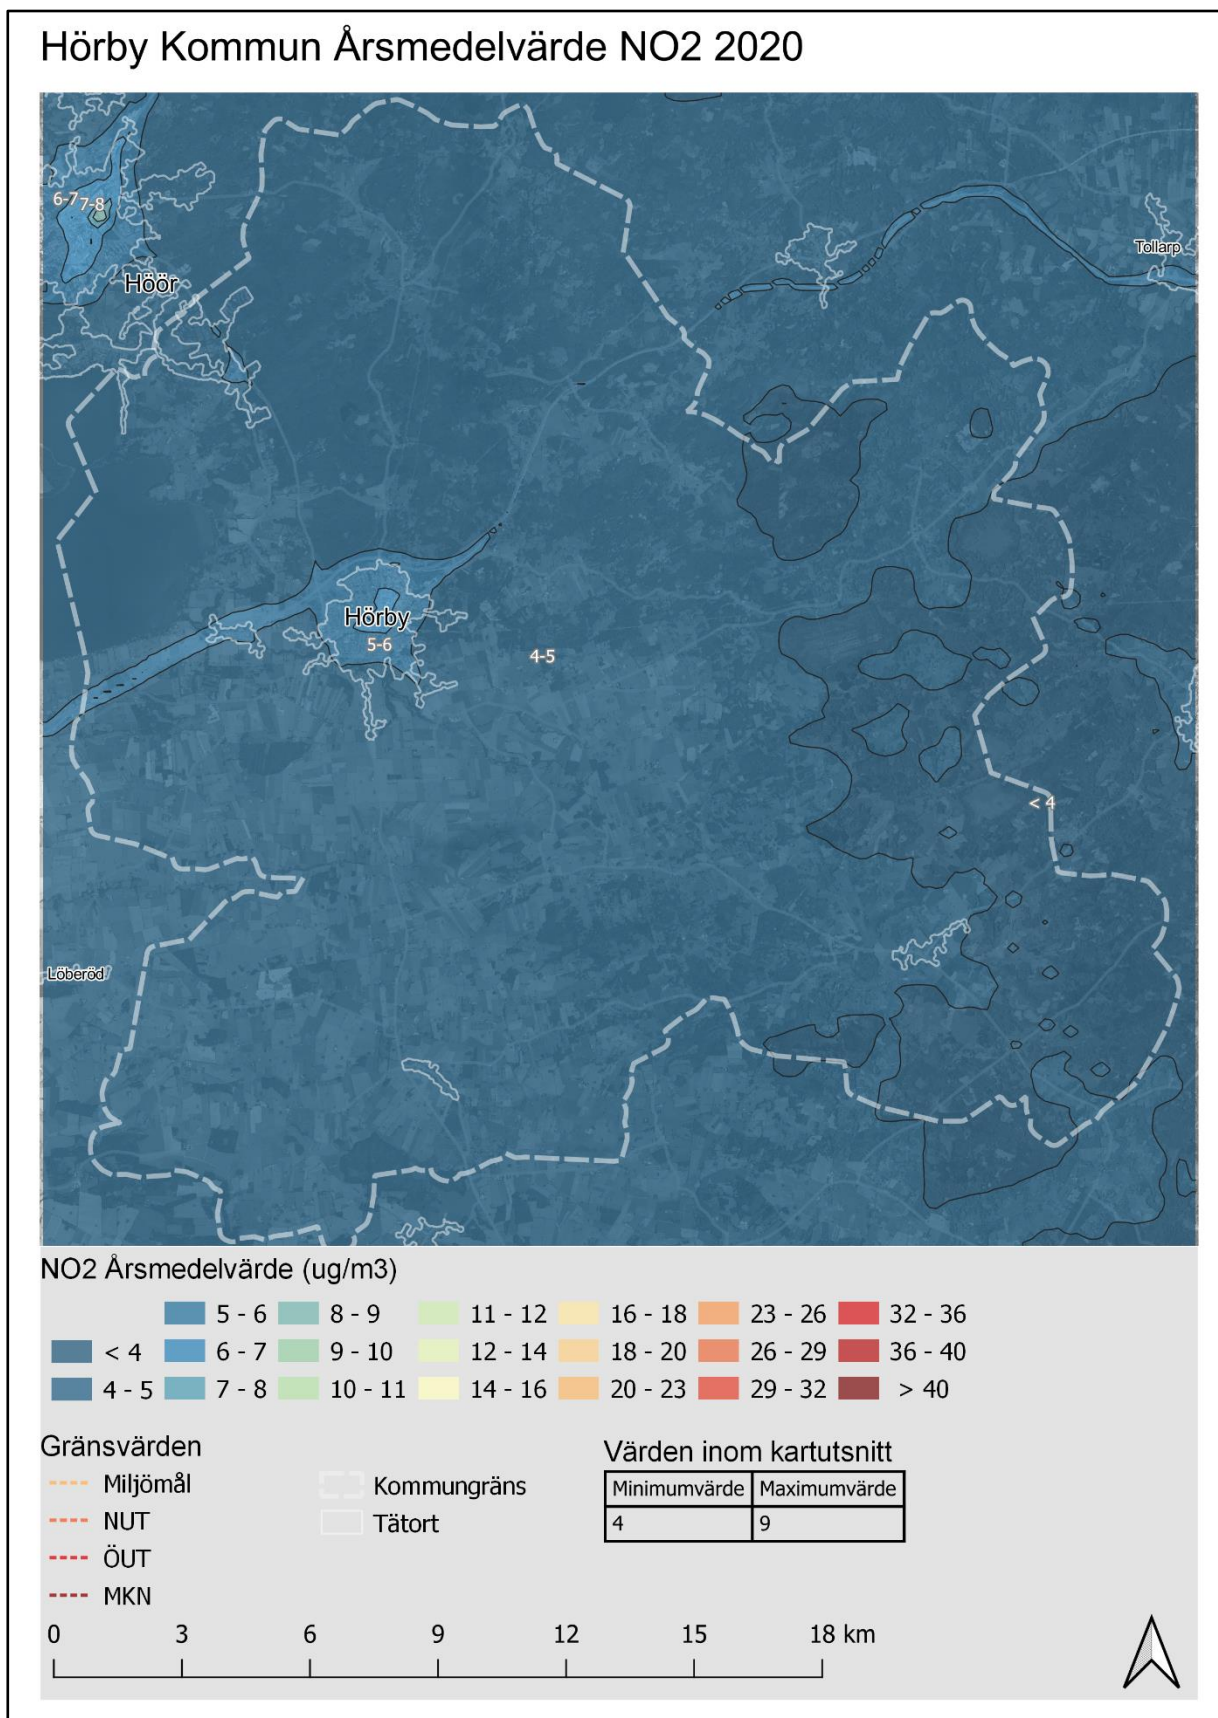 Hörby Kommun Årsmedelvärde NO2 2020
6-7 7-8
Höör
Tollarp
Hörby
5-6
4-5
< 4
Löberöd
NO2 Årsmedelvärde (ug/m3)
5 - 6 8 - 9 11 - 12 16 - 18 23 - 26 32 - 36
< 4 6 - 7 9 - 10 12 - 14 18 - 20 26 - 29 36 - 40
4 - 5 7 - 8 10 - 11 14 - 16 20 - 23 29 - 32 > 40
Gränsvärden
Miljömål
NUT
ÖUT
MKN
Kommungräns
Tätort
Värden inom kartutsnitt
Minimumvärde Maximumvärde
4 9
0 3 6 9 12 15 18 km